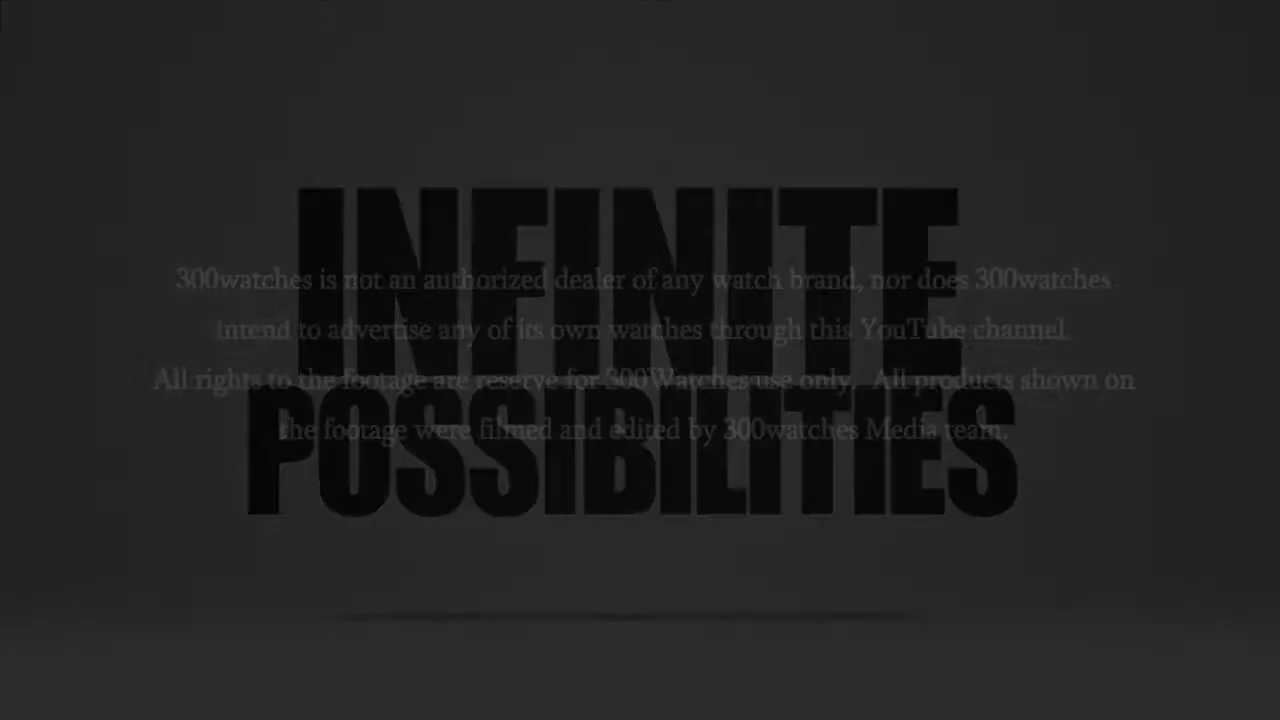 INFINITE
POSSIBILITIES
300watches is not an authorized dealer of any watch brand, nor does 300watches
intend to advertise any of its own watches through this YouTube channel.
All rights to the footage are reserve for 300Watches use only. All products shown on
the footage were filmed and edited by 300watches Media team.